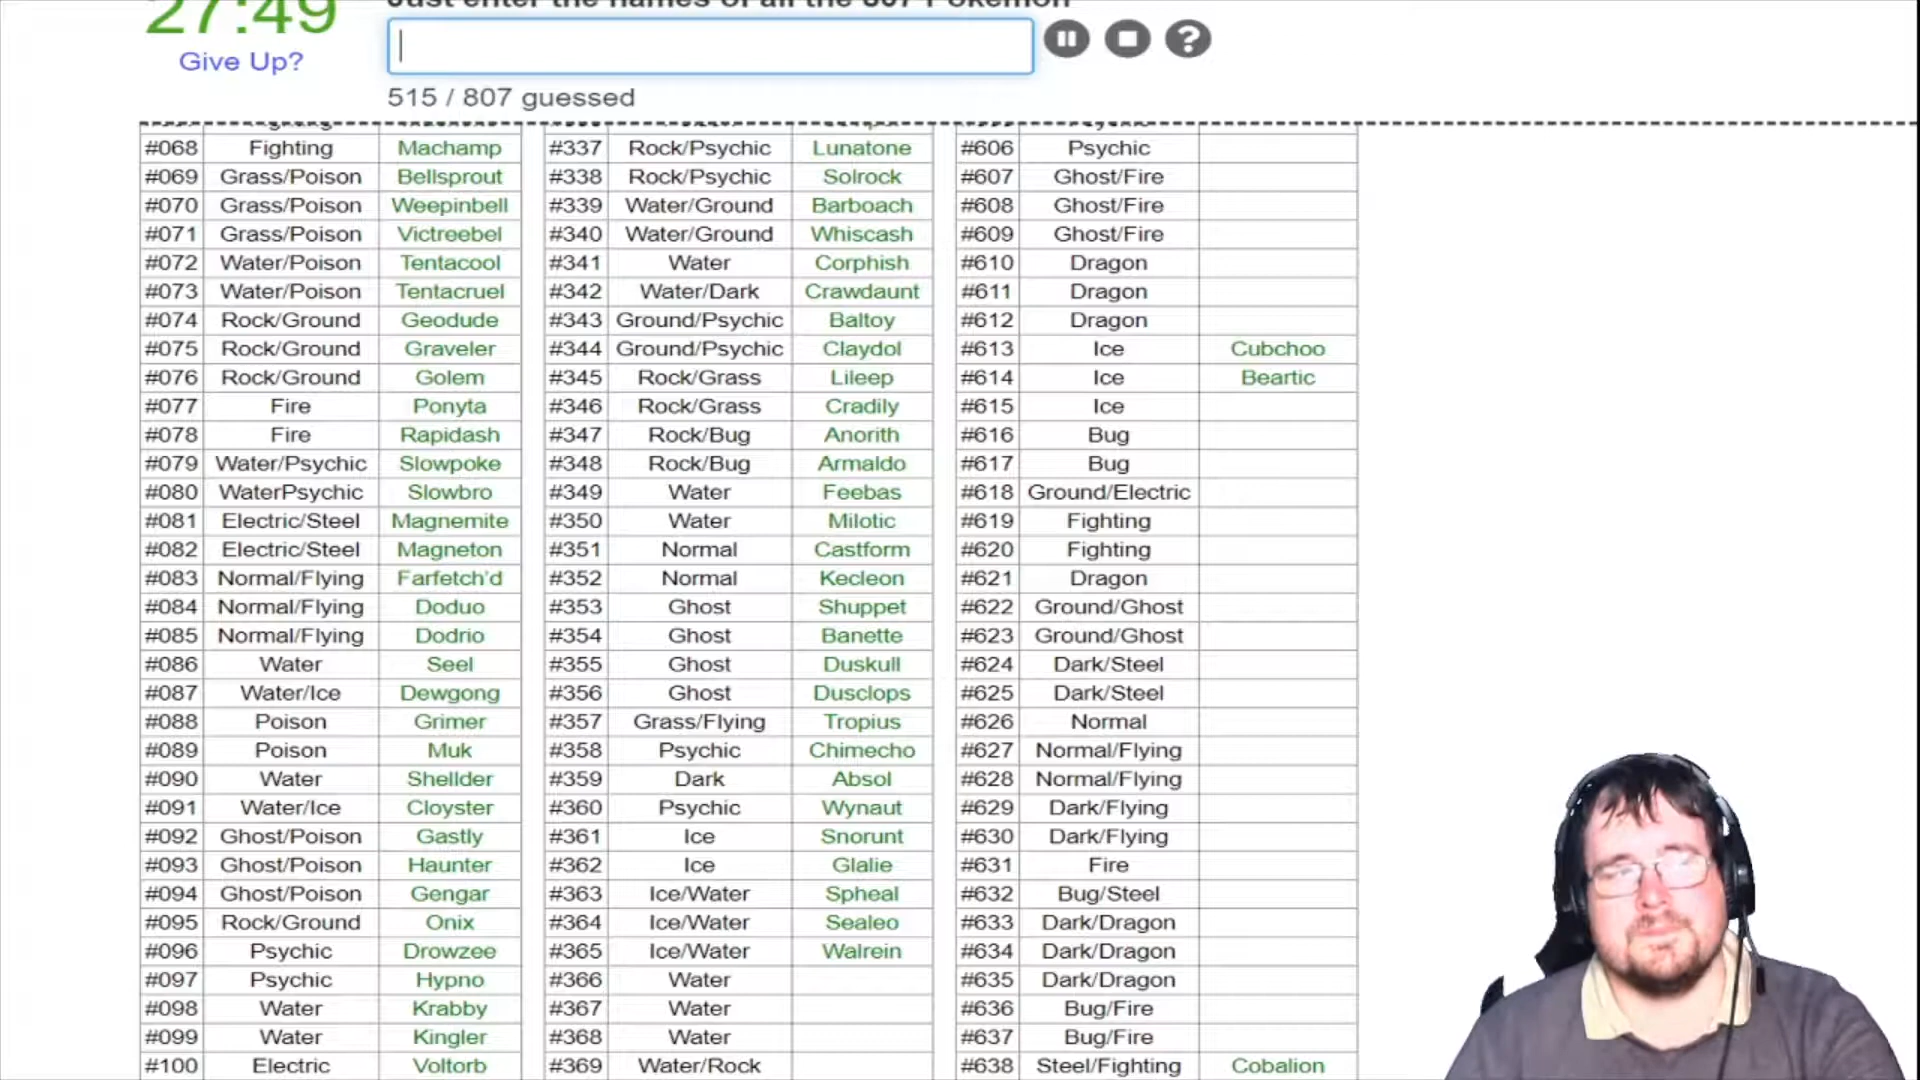 27:49
Just enter the names of all the 807 Pokémon
Give Up?
515 / 807 guessed
#068 Fighting Machamp #337 Rock/Psychic Lunatone #606 Psychic
#069 Grass/Poison Bellsprout #338 Rock/Psychic Solrock #607 Ghost/Fire
#070 Grass/Poison Weepinbell #339 Water/Ground Barboach #608 Ghost/Fire
#071 Grass/Poison Victreebel #340 Water/Ground Whiscash #609 Ghost/Fire
#072 Water/Poison Tentacool #341 Water Corphish #610 Dragon
#073 Water/Poison Tentacruel #342 Water/Dark Crawdaunt #611 Dragon
#074 Rock/Ground Geodude #343 Ground/Psychic Baltoy #612 Dragon
#075 Rock/Ground Graveler #344 Ground/Psychic Claydol #613 Ice Cubchoo
#076 Rock/Ground Golem #345 Rock/Grass Lileep #614 Ice Beartic
#077 Fire Ponyta #346 Rock/Grass Cradily #615 Ice
#078 Fire Rapidash #347 Rock/Bug Anorith #616 Bug
#079 Water/Psychic Slowpoke #348 Rock/Bug Armaldo #617 Bug
#080 WaterPsychic Slowbro #349 Water Feebas #618 Ground/Electric
#081 Electric/Steel Magnemite #350 Water Milotic #619 Fighting
#082 Electric/Steel Magneton #351 Normal Castform #620 Fighting
#083 Normal/Flying Farfetch'd #352 Normal Kecleon #621 Dragon
#084 Normal/Flying Doduo #353 Ghost Shuppet #622 Ground/Ghost
#085 Normal/Flying Dodrio #354 Ghost Banette #623 Ground/Ghost
#086 Water Seel #355 Ghost Duskull #624 Dark/Steel
#087 Water/Ice Dewgong #356 Ghost Dusclops #625 Dark/Steel
#088 Poison Grimer #357 Grass/Flying Tropius #626 Normal
#089 Poison Muk #358 Psychic Chimecho #627 Normal/Flying
#090 Water Shellder #359 Dark Absol #628 Normal/Flying
#091 Water/Ice Cloyster #360 Psychic Wynaut #629 Dark/Flying
#092 Ghost/Poison Gastly #361 Ice Snorunt #630 Dark/Flying
#093 Ghost/Poison Haunter #362 Ice Glalie #631 Fire
#094 Ghost/Poison Gengar #363 Ice/Water Spheal #632 Bug/Steel
#095 Rock/Ground Onix #364 Ice/Water Sealeo #633 Dark/Dragon
#096 Psychic Drowzee #365 Ice/Water Walrein #634 Dark/Dragon
#097 Psychic Hypno #366 Water #635 Dark/Dragon
#098 Water Krabby #367 Water #636 Bug/Fire
#099 Water Kingler #368 Water #637 Bug/Fire
#100 Electric Voltorb #369 Water/Rock #638 Steel/Fighting Cobalion